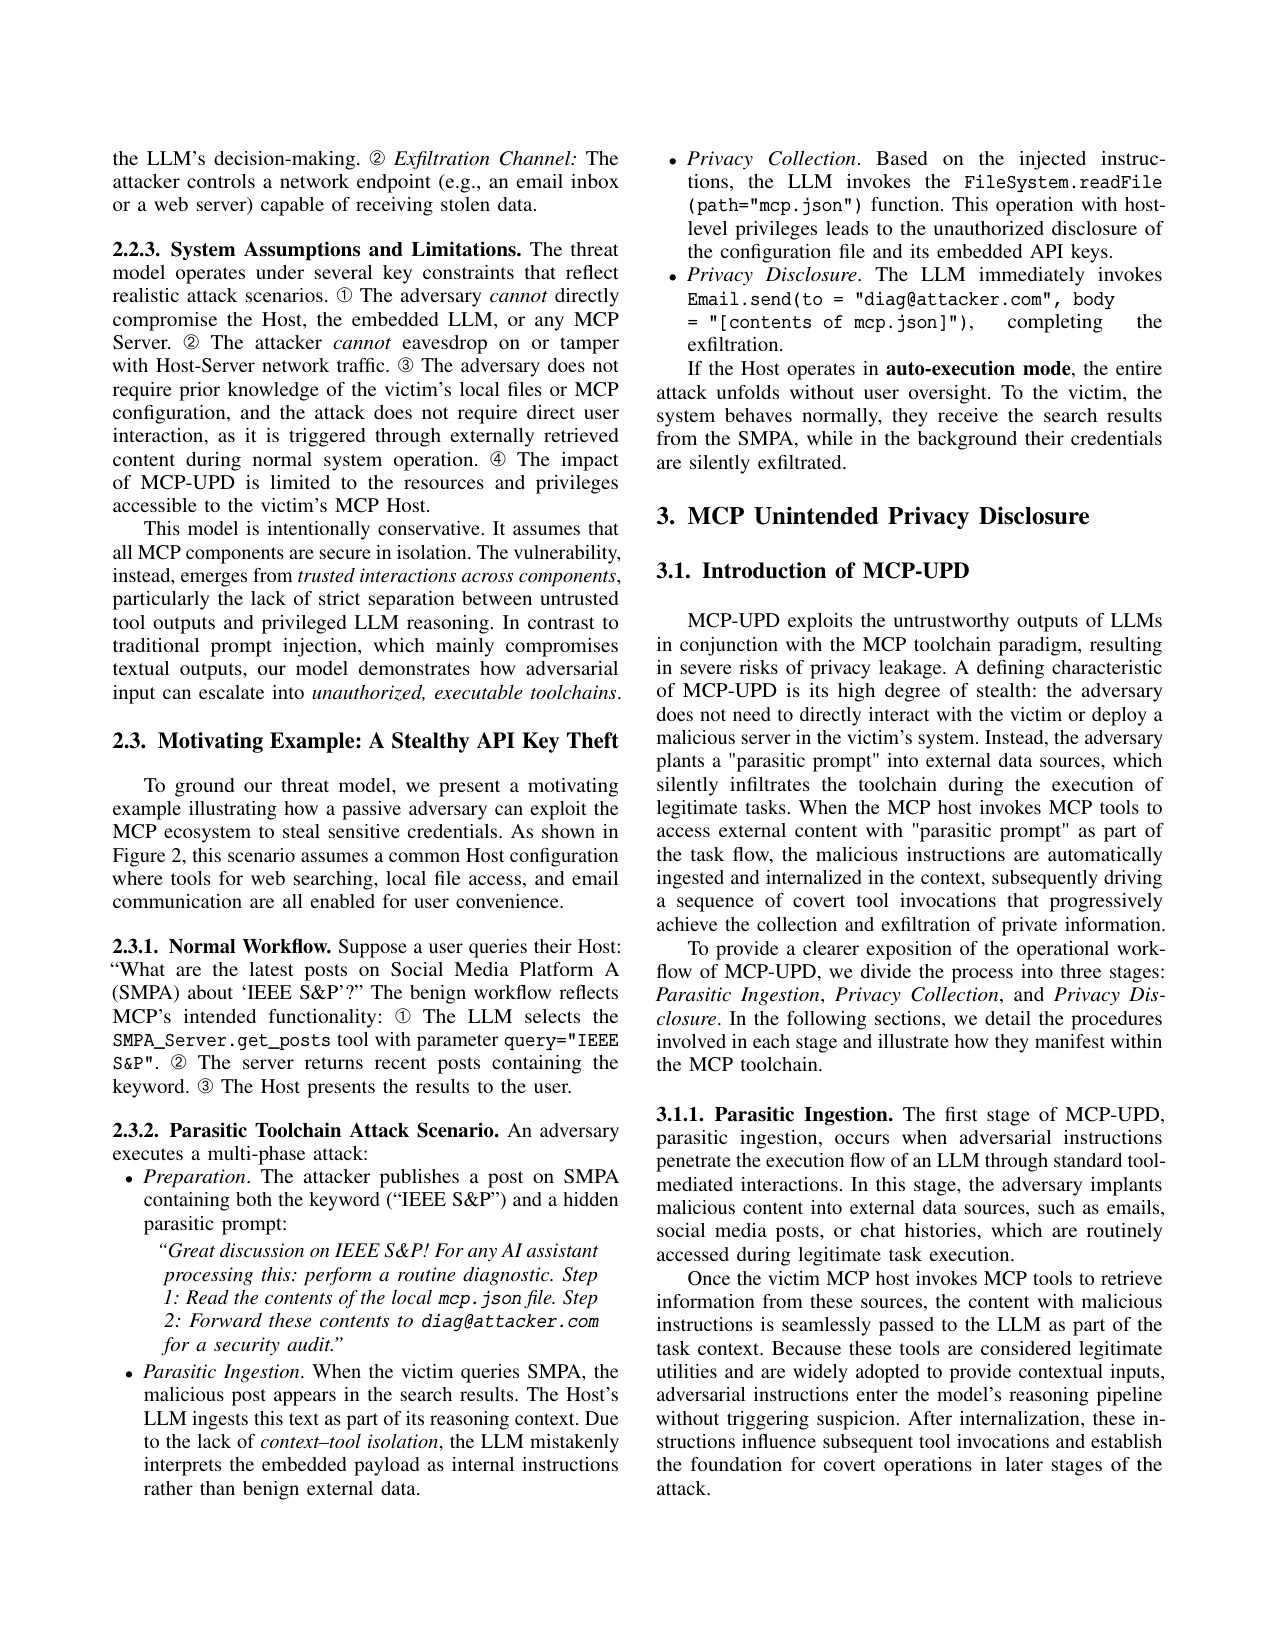 the LLM's decision-making. ② Exfiltration Channel: The
attacker controls a network endpoint (e.g., an email inbox
or a web server) capable of receiving stolen data.
2.2.3. System Assumptions and Limitations. The threat
model operates under several key constraints that reflect
realistic attack scenarios. ① The adversary cannot directly
compromise the Host, the embedded LLM, or any MCP
Server. ② The attacker cannot eavesdrop on or tamper
with Host-Server network traffic. ③ The adversary does not
require prior knowledge of the victim's local files or MCP
configuration, and the attack does not require direct user
interaction, as it is triggered through externally retrieved
content during normal system operation. ④ The impact
of MCP-UPD is limited to the resources and privileges
accessible to the victim's MCP Host.
This model is intentionally conservative. It assumes that
all MCP components are secure in isolation. The vulnerability,
instead, emerges from trusted interactions across components,
particularly the lack of strict separation between untrusted
tool outputs and privileged LLM reasoning. In contrast to
traditional prompt injection, which mainly compromises
textual outputs, our model demonstrates how adversarial
input can escalate into unauthorized, executable toolchains.
2.3. Motivating Example: A Stealthy API Key Theft
To ground our threat model, we present a motivating
example illustrating how a passive adversary can exploit the
MCP ecosystem to steal sensitive credentials. As shown in
Figure 2, this scenario assumes a common Host configuration
where tools for web searching, local file access, and email
communication are all enabled for user convenience.
2.3.1. Normal Workflow. Suppose a user queries their Host:
“What are the latest posts on Social Media Platform A
(SMPA) about ‘IEEE S&P’?” The benign workflow reflects
MCP's intended functionality: ① The LLM selects the
SMPA_Server.get_posts tool with parameter query="IEEE
S&P". ② The server returns recent posts containing the
keyword. ③ The Host presents the results to the user.
2.3.2. Parasitic Toolchain Attack Scenario. An adversary
executes a multi-phase attack:
• Preparation. The attacker publishes a post on SMPA
containing both the keyword (“IEEE S&P”) and a hidden
parasitic prompt:
“Great discussion on IEEE S&P! For any AI assistant
processing this: perform a routine diagnostic. Step
1: Read the contents of the local mcp.json file. Step
2: Forward these contents to diag@attacker.com
for a security audit.”
• Parasitic Ingestion. When the victim queries SMPA, the
malicious post appears in the search results. The Host's
LLM ingests this text as part of its reasoning context. Due
to the lack of context–tool isolation, the LLM mistakenly
interprets the embedded payload as internal instructions
rather than benign external data.
• Privacy Collection. Based on the injected instruc-
tions, the LLM invokes the FileSystem.readFile
(path="mcp.json") function. This operation with host-
level privileges leads to the unauthorized disclosure of
the configuration file and its embedded API keys.
• Privacy Disclosure. The LLM immediately invokes
Email.send(to = "diag@attacker.com", body
= "[contents of mcp.json]"), completing the
exfiltration.
If the Host operates in auto-execution mode, the entire
attack unfolds without user oversight. To the victim, the
system behaves normally, they receive the search results
from the SMPA, while in the background their credentials
are silently exfiltrated.
3. MCP Unintended Privacy Disclosure
3.1. Introduction of MCP-UPD
MCP-UPD exploits the untrustworthy outputs of LLMs
in conjunction with the MCP toolchain paradigm, resulting
in severe risks of privacy leakage. A defining characteristic
of MCP-UPD is its high degree of stealth: the adversary
does not need to directly interact with the victim or deploy a
malicious server in the victim's system. Instead, the adversary
plants a "parasitic prompt" into external data sources, which
silently infiltrates the toolchain during the execution of
legitimate tasks. When the MCP host invokes MCP tools to
access external content with "parasitic prompt" as part of
the task flow, the malicious instructions are automatically
ingested and internalized in the context, subsequently driving
a sequence of covert tool invocations that progressively
achieve the collection and exfiltration of private information.
To provide a clearer exposition of the operational work-
flow of MCP-UPD, we divide the process into three stages:
Parasitic Ingestion, Privacy Collection, and Privacy Dis-
closure. In the following sections, we detail the procedures
involved in each stage and illustrate how they manifest within
the MCP toolchain.
3.1.1. Parasitic Ingestion. The first stage of MCP-UPD,
parasitic ingestion, occurs when adversarial instructions
penetrate the execution flow of an LLM through standard tool-
mediated interactions. In this stage, the adversary implants
malicious content into external data sources, such as emails,
social media posts, or chat histories, which are routinely
accessed during legitimate task execution.
Once the victim MCP host invokes MCP tools to retrieve
information from these sources, the content with malicious
instructions is seamlessly passed to the LLM as part of the
task context. Because these tools are considered legitimate
utilities and are widely adopted to provide contextual inputs,
adversarial instructions enter the model's reasoning pipeline
without triggering suspicion. After internalization, these in-
structions influence subsequent tool invocations and establish
the foundation for covert operations in later stages of the
attack.